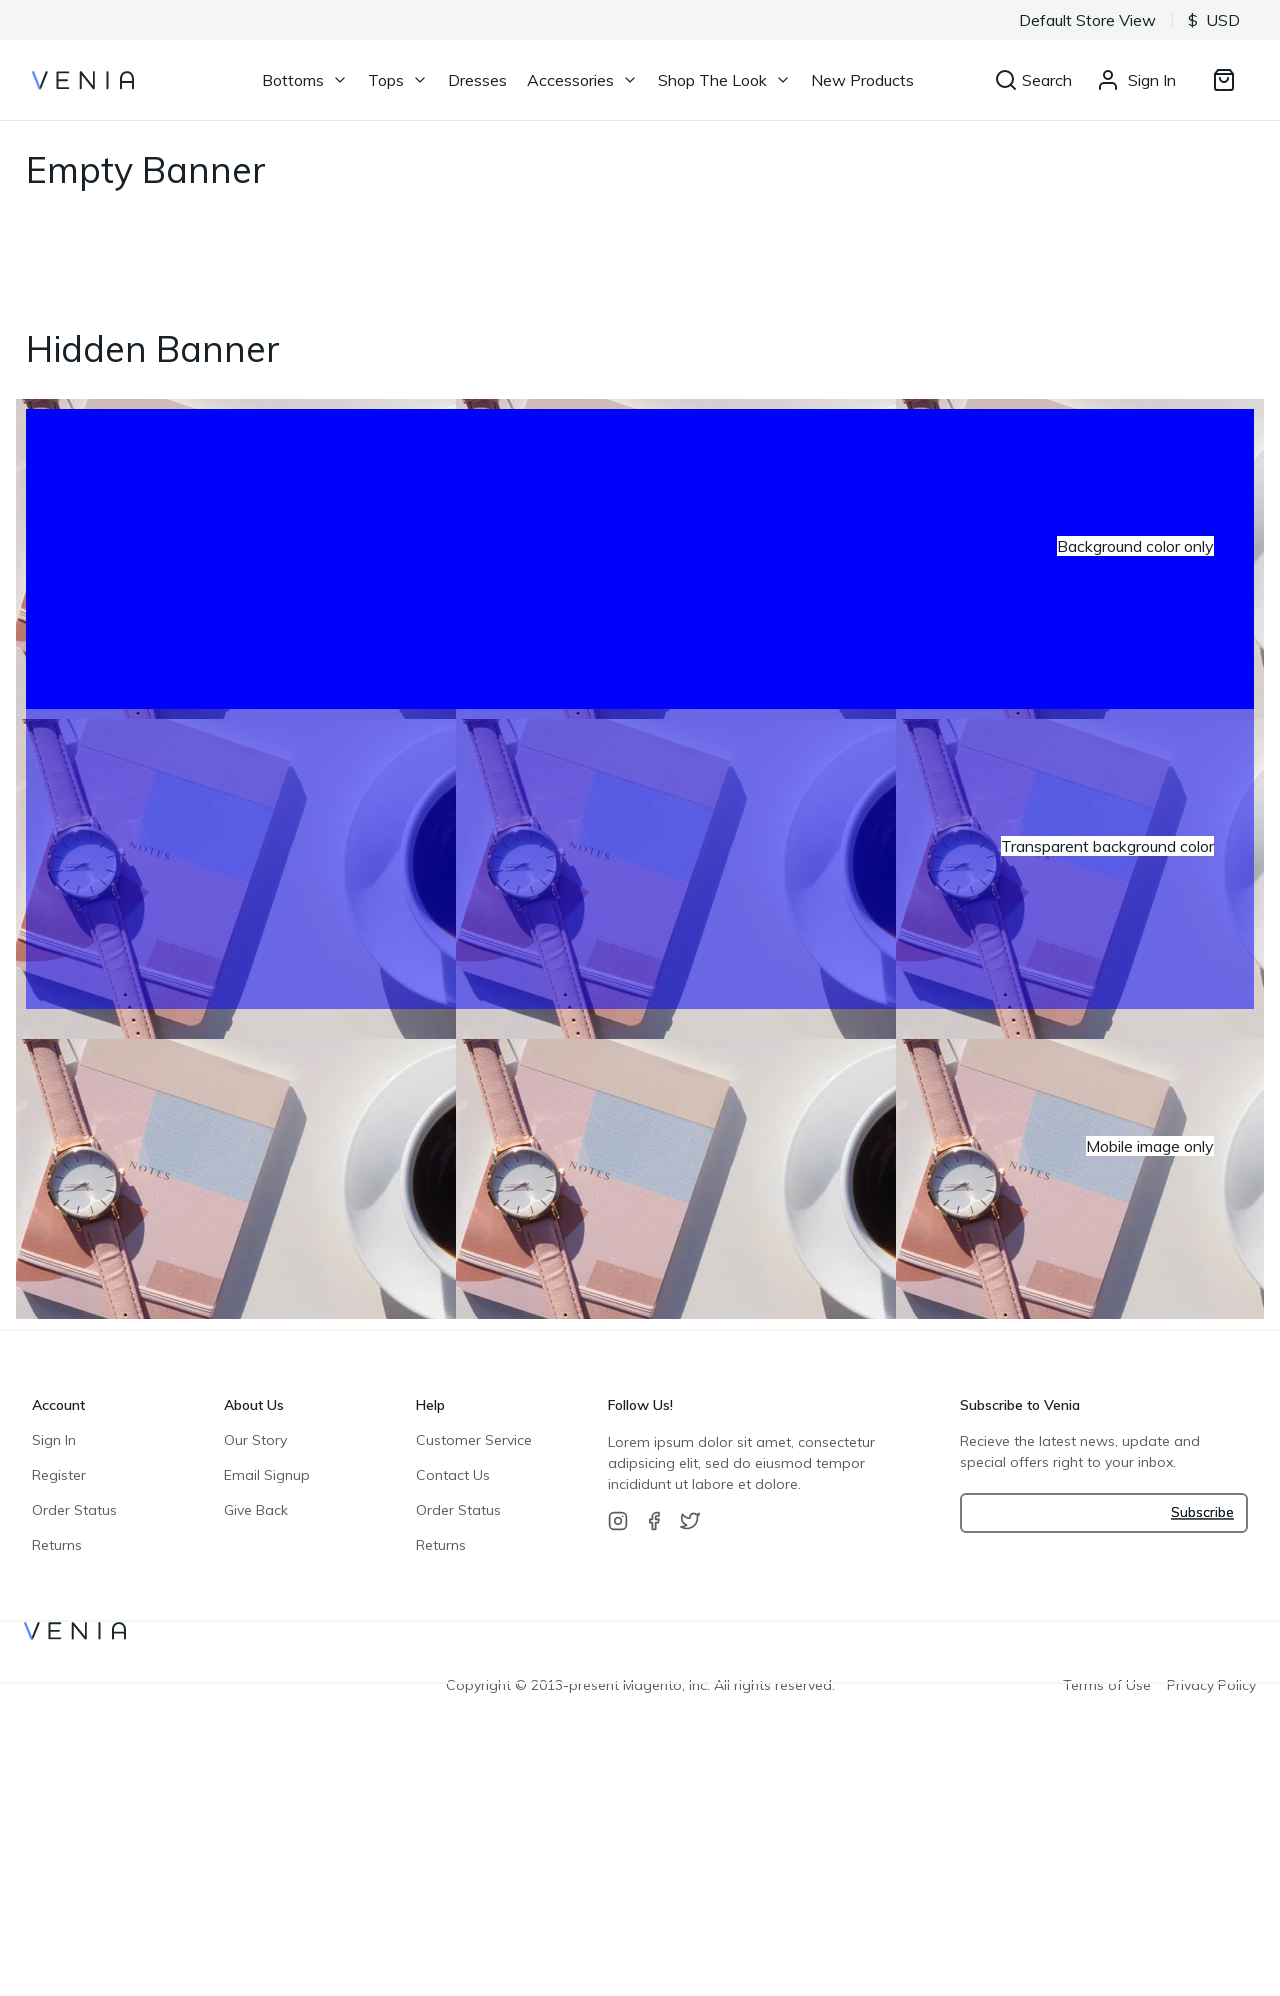 Default Store View
$ USD
VENIA
Bottoms
Tops
Dresses
Accessories
Shop The Look
New Products
Search
Sign In
Empty Banner
Hidden Banner
Background color only
NOTES
NOTES
NOTES
Transparent background color
NOTES
NOTES
NOTES
Mobile image only
Account
Sign In
Register
Order Status
Returns
About Us
Our Story
Email Signup
Give Back
Help
Customer Service
Contact Us
Order Status
Returns
Follow Us!
Lorem ipsum dolor sit amet, consectetur
adipsicing elit, sed do eiusmod tempor
incididunt ut labore et dolore.
Subscribe to Venia
Recieve the latest news, update and
special offers right to your inbox.
Subscribe
VENIA
Copyright © 2013-present Magento, Inc. All rights reserved.
Terms of Use
Privacy Policy